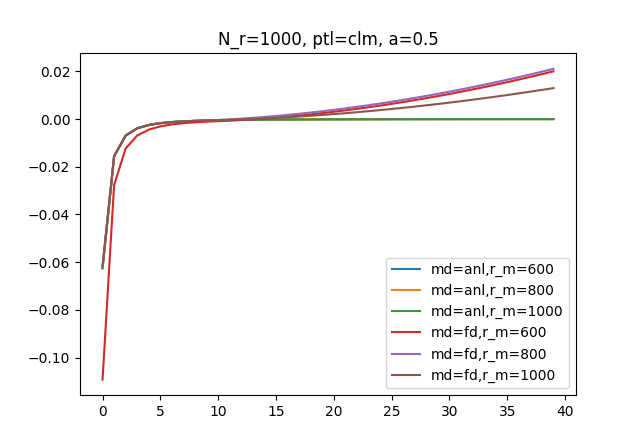 N_r=1000, ptl=clm, a=0.5
0.02
0.00
−0.02
−0.04
−0.06
−0.08
−0.10
md=anl,r_m=600
md=anl,r_m=800
md=anl,r_m=1000
md=fd,r_m=600
md=fd,r_m=800
md=fd,r_m=1000
0 5 10 15 20 25 30 35 40